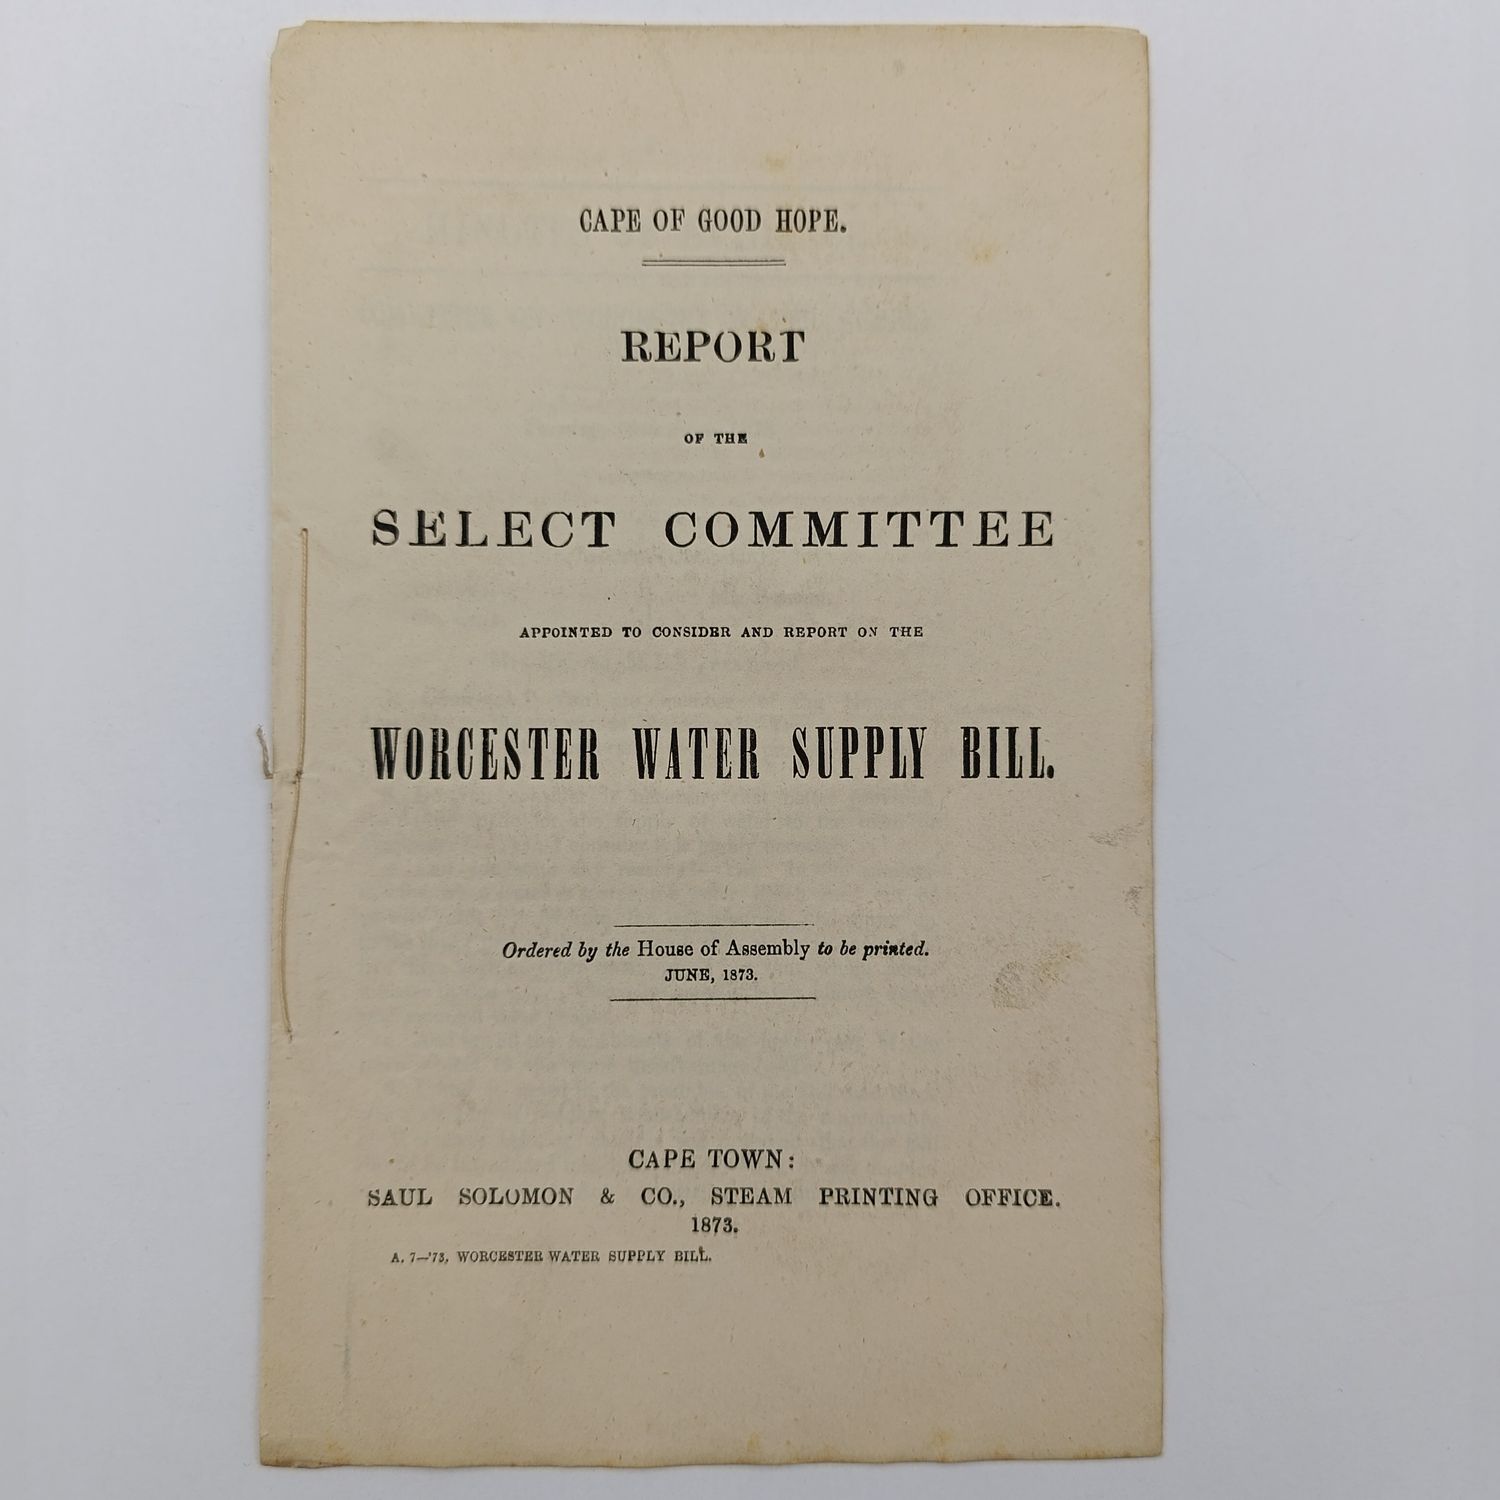 CAPE OF GOOD HOPE.
REPORT
OF THE
SELECT COMMITTEE
APPOINTED TO CONSIDER AND REPORT ON THE
WORCESTER WATER SUPPLY BILL.
Ordered by the House of Assembly to be printed.
JUNE, 1873.
CAPE TOWN:
SAUL SOLOMON & CO., STEAM PRINTING OFFICE.
1873.
A. 7—'73. WORCESTER WATER SUPPLY BILL.